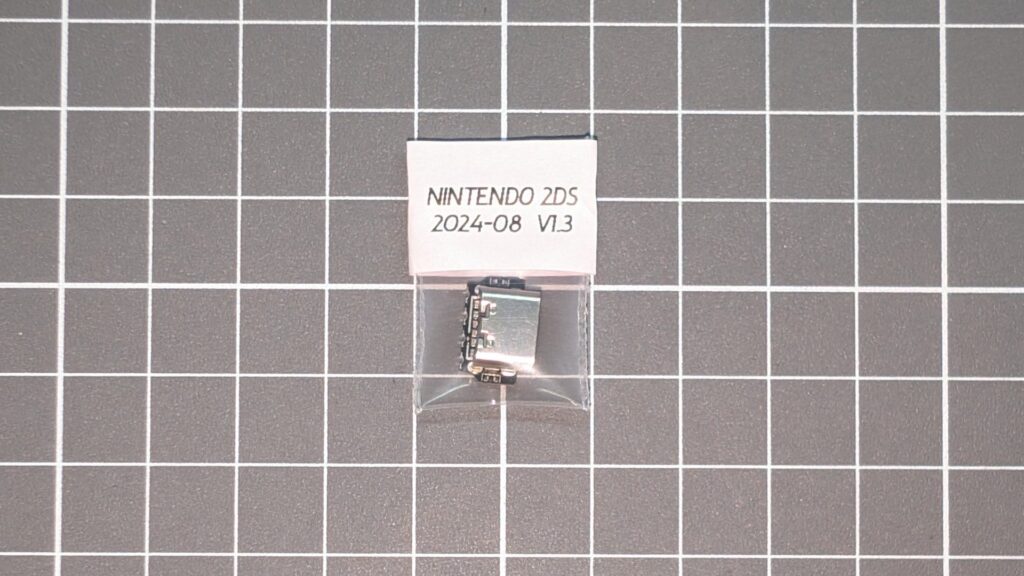 NINTENDO 2DS
2024-08 V1.3